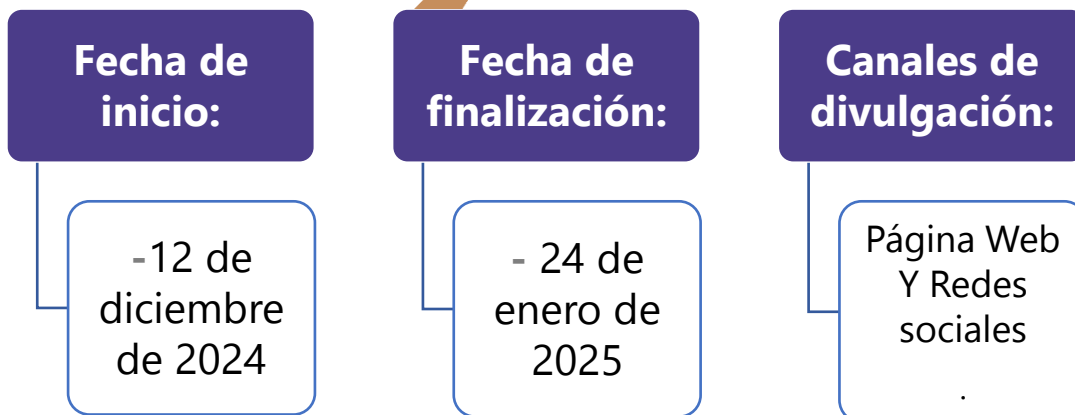 Fecha de
inicio:
-12 de
diciembre
de 2024
Fecha de
finalización:
- 24 de
enero de
2025
Canales de
divulgación:
Página Web
Y Redes
sociales
.